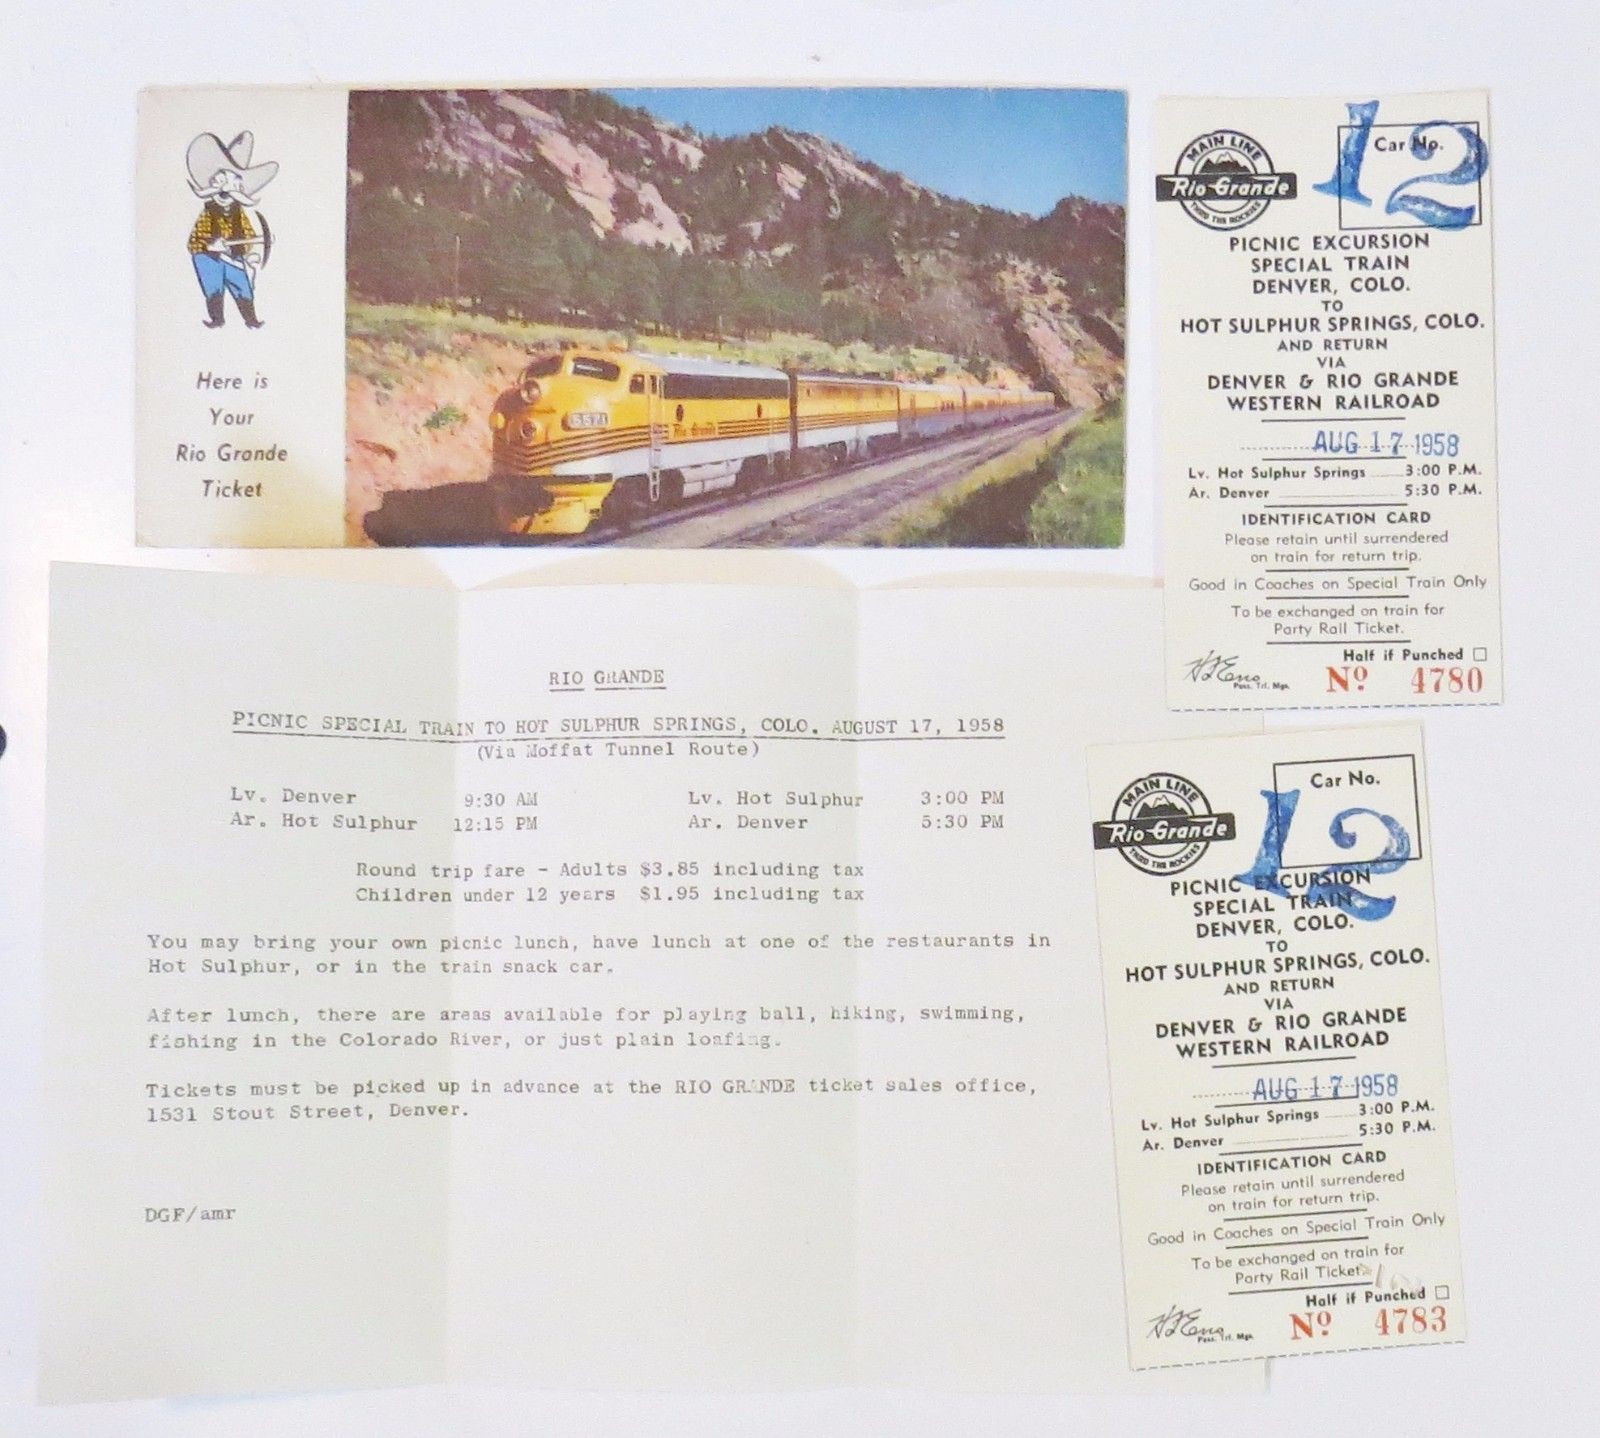 Here is
Your
Rio Grande
Ticket
5571
Rio Grande
MAIN LINE
Rio Grande
THRU THE ROCKIES
Car No.
12
PICNIC EXCURSION
SPECIAL TRAIN
DENVER, COLO.
TO
HOT SULPHUR SPRINGS, COLO.
AND RETURN
VIA
DENVER & RIO GRANDE
WESTERN RAILROAD
AUG 17 1958
Lv. Hot Sulphur Springs 3:00 P.M.
Ar. Denver 5:30 P.M.
IDENTIFICATION CARD
Please retain until surrendered
on train for return trip.
Good in Coaches on Special Train Only
To be exchanged on train for
Party Rail Ticket.
Half if Punched
Pass. Trf. Mgr.
No 4780
RIO GRANDE
PICNIC SPECIAL TRAIN TO HOT SULPHUR SPRINGS, COLO. AUGUST 17, 1958
(Via Moffat Tunnel Route)
Lv. Denver 9:30 AM Lv. Hot Sulphur 3:00 PM
Ar. Hot Sulphur 12:15 PM Ar. Denver 5:30 PM
Round trip fare - Adults $3.85 including tax
Children under 12 years $1.95 including tax
You may bring your own picnic lunch, have lunch at one of the restaurants in
Hot Sulphur, or in the train snack car.
After lunch, there are areas available for playing ball, hiking, swimming,
fishing in the Colorado River, or just plain loafing.
Tickets must be picked up in advance at the RIO GRANDE ticket sales office,
1531 Stout Street, Denver.
DGF/amr
MAIN LINE
Rio Grande
THRU THE ROCKIES
Car No.
12
PICNIC EXCURSION
SPECIAL TRAIN
DENVER, COLO.
TO
HOT SULPHUR SPRINGS, COLO.
AND RETURN
VIA
DENVER & RIO GRANDE
WESTERN RAILROAD
AUG 17 1958
Lv. Hot Sulphur Springs 3:00 P.M.
Ar. Denver 5:30 P.M.
IDENTIFICATION CARD
Please retain until surrendered
on train for return trip.
Good in Coaches on Special Train Only
To be exchanged on train for
Party Rail Ticket.
Half if Punched
Pass. Trf. Mgr.
No 4783